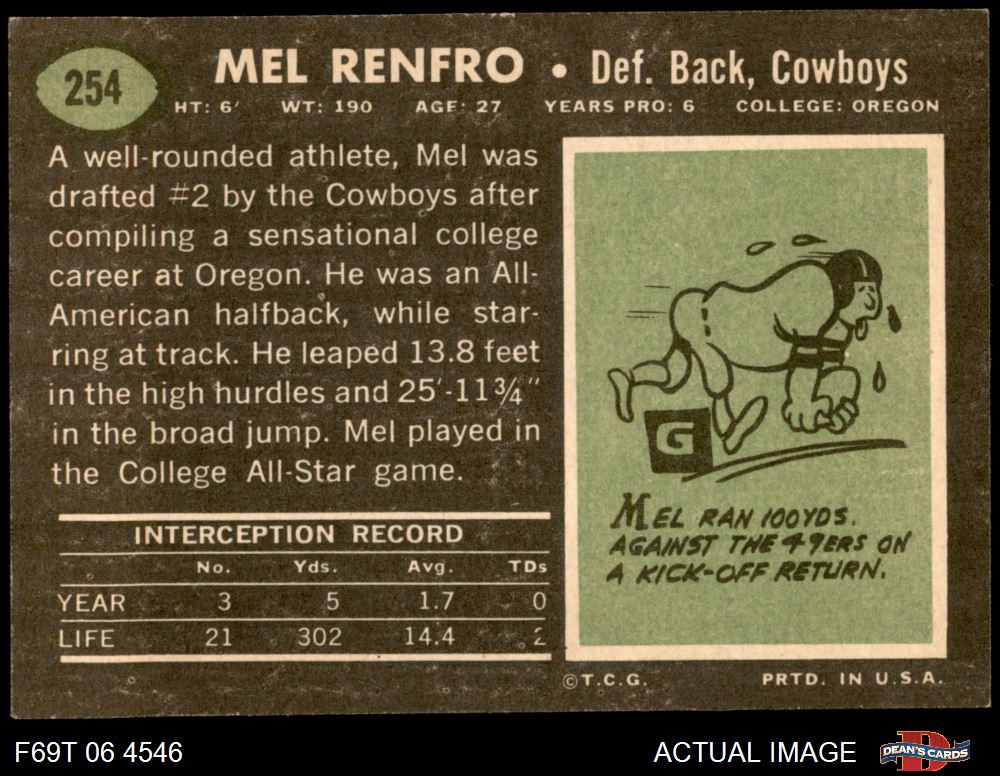 254
MEL RENFRO • Def. Back, Cowboys
HT: 6′ WT: 190 AGE: 27 YEARS PRO: 6 COLLEGE: OREGON
A well-rounded athlete, Mel was
drafted #2 by the Cowboys after
compiling a sensational college
career at Oregon. He was an All-
American halfback, while star-
ring at track. He leaped 13.8 feet
in the high hurdles and 25′-11¾″
in the broad jump. Mel played in
the College All-Star game.
INTERCEPTION RECORD
No. Yds. Avg. TDs
YEAR 3 5 1.7 0
LIFE 21 302 14.4 2
G
MEL RAN 100 YDS.
AGAINST THE 49ERS ON
A KICK-OFF RETURN.
©T.C.G. PRTD. IN U.S.A.
F69T 06 4546
ACTUAL IMAGE
D
DEAN'S CARDS